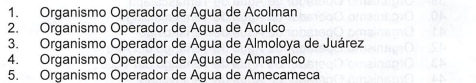 1. Organismo Operador de Agua de Acolman
2. Organismo Operador de Agua de Aculco
3. Organismo Operador de Agua de Almoloya de Juárez
4. Organismo Operador de Agua de Amanalco
5. Organismo Operador de Agua de Amecameca